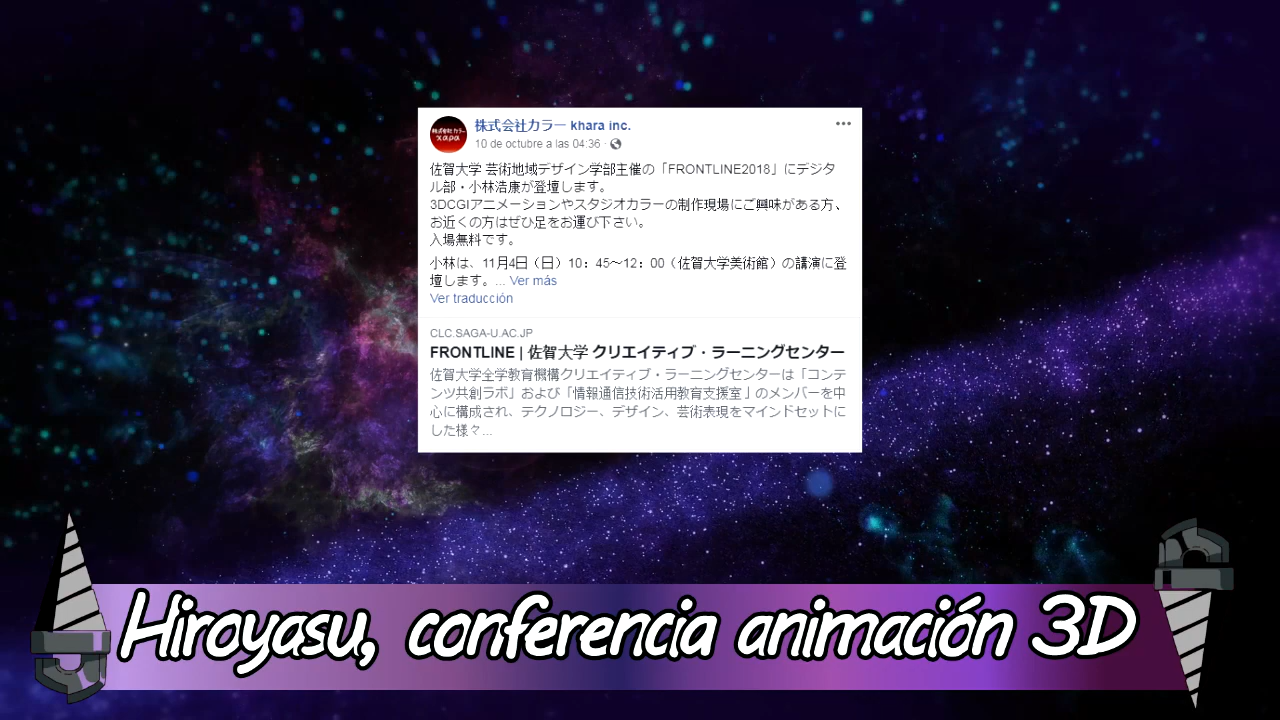 株式会社カラー khara inc.
10 de octubre a las 04:36 ·
佐賀大学 芸術地域デザイン学部主催の「FRONTLINE2018」にデジタ
ル部・小林浩康が登壇します。
3DCGIアニメーションやスタジオカラーの制作現場にご興味がある方、
お近くの方はぜひ足をお運び下さい。
入場無料です。
小林は、11月4日（日）10：45〜12：00（佐賀大学美術館）の講演に登
壇します。... Ver más
Ver traducción
CLC.SAGA-U.AC.JP
FRONTLINE | 佐賀大学 クリエイティブ・ラーニングセンター
佐賀大学全学教育機構クリエイティブ・ラーニングセンターは「コンテ
ンツ共創ラボ」および「情報通信技術活用教育支援室」のメンバーを中
心に構成され、テクノロジー、デザイン、芸術表現をマインドセットに
した様々...
株式会社カラー
xapa
Hiroyasu, conferencia animación 3D